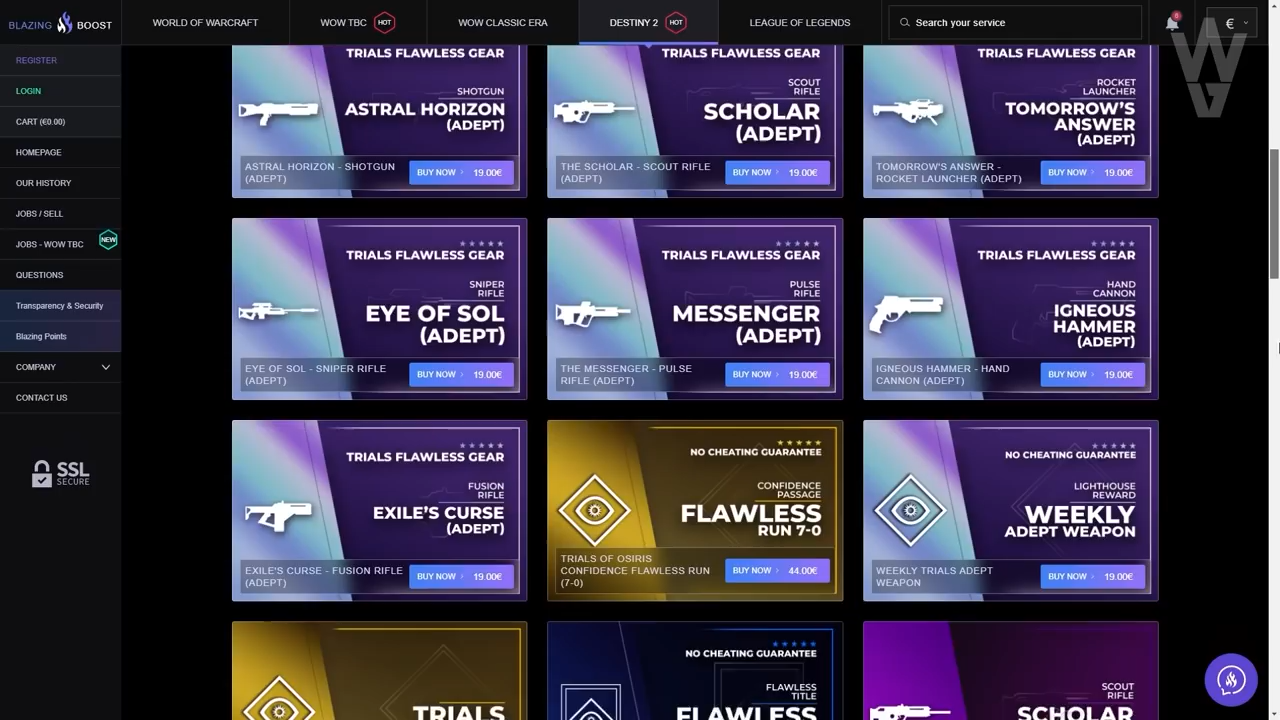 BLAZING BOOST
WORLD OF WARCRAFT
WOW TBC
HOT
WOW CLASSIC ERA
DESTINY 2
HOT
LEAGUE OF LEGENDS
Search your service
6
€
W
G
REGISTER
LOGIN
CART (€0.00)
HOMEPAGE
OUR HISTORY
JOBS / SELL
JOBS - WOW TBC
NEW
QUESTIONS
Transparency & Security
Blazing Points
COMPANY
CONTACT US
SSL
SECURE
TRIALS FLAWLESS GEAR
SHOTGUN
ASTRAL HORIZON
(ADEPT)
ASTRAL HORIZON - SHOTGUN
(ADEPT)
BUY NOW
19.00€
TRIALS FLAWLESS GEAR
SCOUT
RIFLE
SCHOLAR
(ADEPT)
THE SCHOLAR - SCOUT RIFLE
(ADEPT)
BUY NOW
19.00€
TRIALS FLAWLESS GEAR
ROCKET
LAUNCHER
TOMORROW'S
ANSWER
(ADEPT)
TOMORROW'S ANSWER -
ROCKET LAUNCHER (ADEPT)
BUY NOW
19.00€
TRIALS FLAWLESS GEAR
SNIPER
RIFLE
EYE OF SOL
(ADEPT)
EYE OF SOL - SNIPER RIFLE
(ADEPT)
BUY NOW
19.00€
TRIALS FLAWLESS GEAR
PULSE
RIFLE
MESSENGER
(ADEPT)
THE MESSENGER - PULSE
RIFLE (ADEPT)
BUY NOW
19.00€
TRIALS FLAWLESS GEAR
HAND
CANNON
IGNEOUS
HAMMER
(ADEPT)
IGNEOUS HAMMER - HAND
CANNON (ADEPT)
BUY NOW
19.00€
TRIALS FLAWLESS GEAR
FUSION
RIFLE
EXILE'S CURSE
(ADEPT)
EXILE'S CURSE - FUSION RIFLE
(ADEPT)
BUY NOW
19.00€
NO CHEATING GUARANTEE
CONFIDENCE
PASSAGE
FLAWLESS
RUN 7-0
TRIALS OF OSIRIS
CONFIDENCE FLAWLESS RUN
(7-0)
BUY NOW
44.00€
NO CHEATING GUARANTEE
LIGHTHOUSE
REWARD
WEEKLY
ADEPT WEAPON
WEEKLY TRIALS ADEPT
WEAPON
BUY NOW
19.00€
TRIALS
NO CHEATING GUARANTEE
FLAWLESS
TITLE
FLAWLESS
SCOUT
RIFLE
SCHOLAR